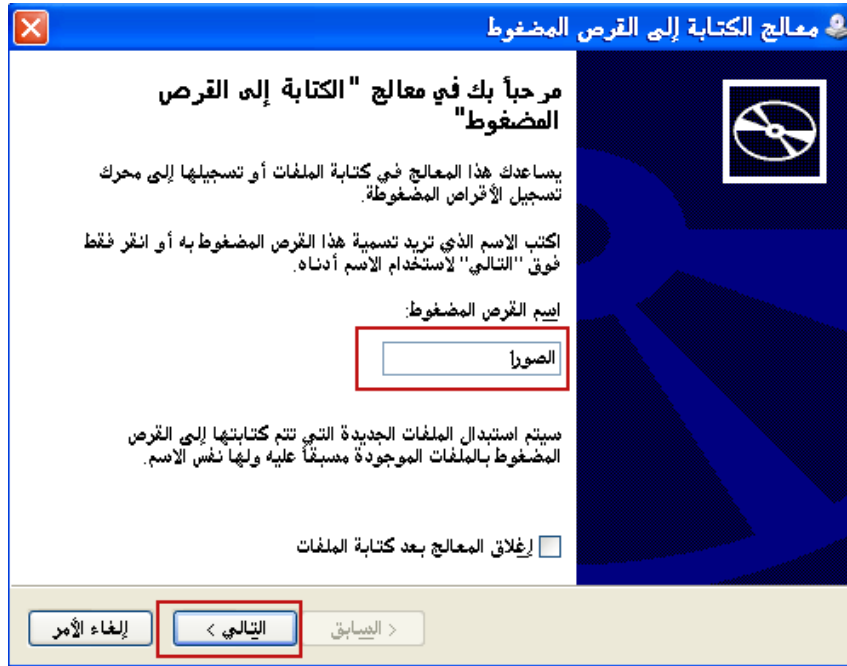 معالج الكتابة إلى القرص المضغوط
مرحباً بك في معالج "الكتابة إلى القرص
المضغوط"
يساعدك هذا المعالج في كتابة الملفات أو تسجيلها إلى محرك
تسجيل الأقراص المضغوطة.
اكتب الاسم الذي تريد تسمية هذا القرص المضغوط به أو انقر فقط
فوق "التالي" لاستخدام الاسم أدناه.
اسم القرص المضغوط:
الصور
سيتم استبدال الملفات الجديدة التي تتم كتابتها إلى القرص
المضغوط بالملفات الموجودة مسبقاً عليه ولها نفس الاسم.
إغلاق المعالج بعد كتابة الملفات
< السابق
التالي >
إلغاء الأمر